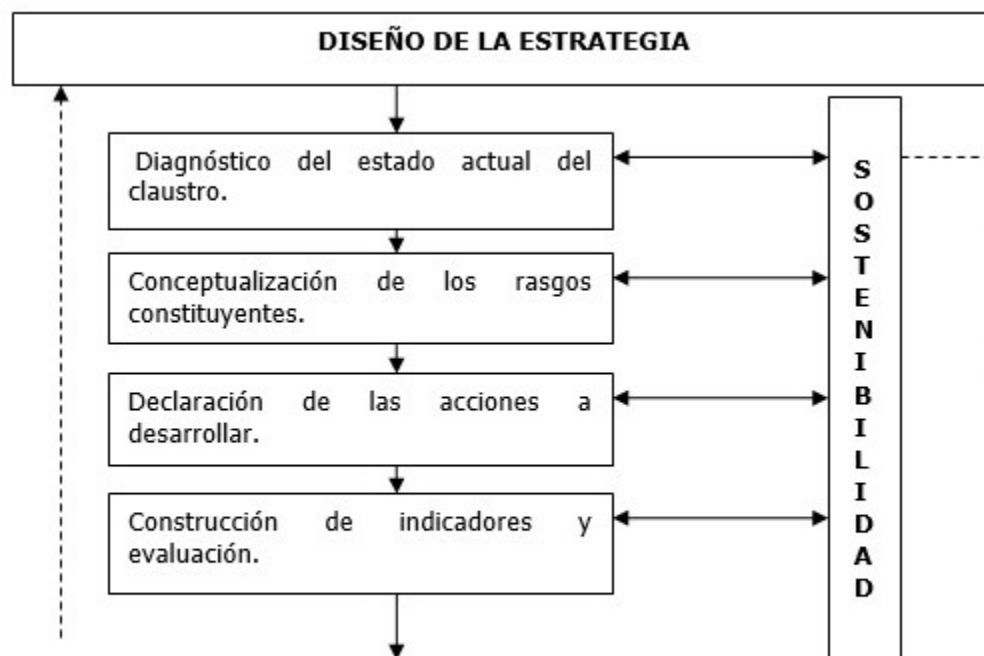 DISEÑO DE LA ESTRATEGIA
Diagnóstico del estado actual del
claustro.
Conceptualización de los rasgos
constituyentes.
Declaración de las acciones a
desarrollar.
Construcción de indicadores y
evaluación.
S
O
S
T
E
N
I
B
I
L
I
D
A
D